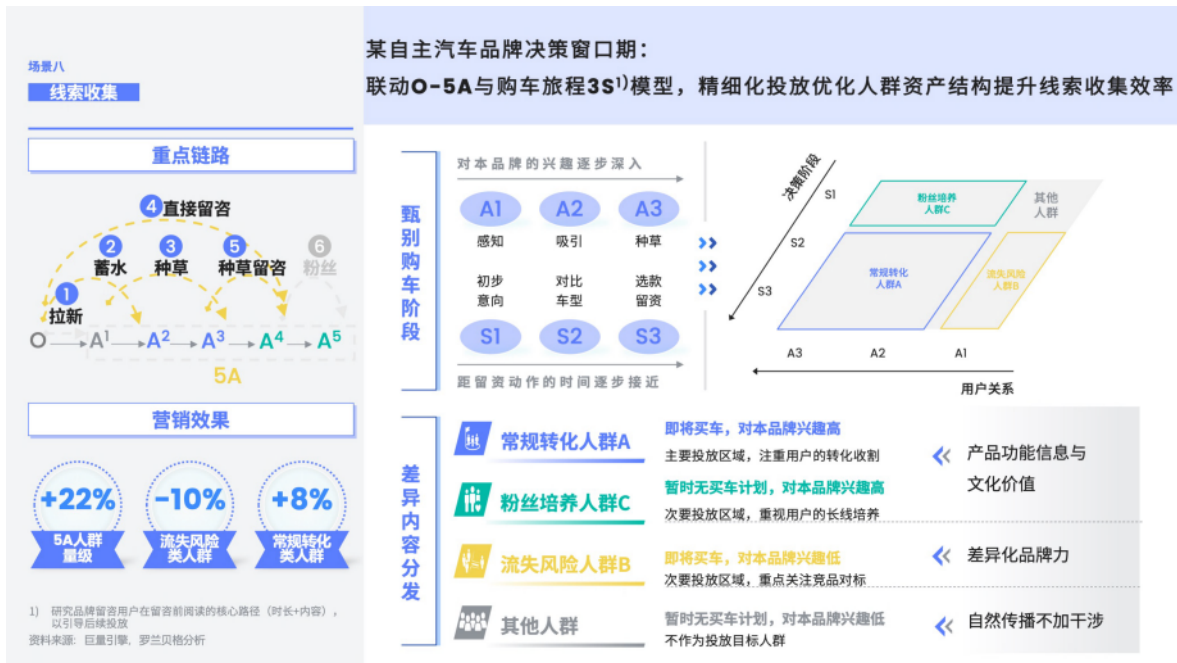 场景八
线索收集
某自主汽车品牌决策窗口期：
联动O-5A与购车旅程3S¹⁾模型，精细化投放优化人群资产结构提升线索收集效率
重点链路
4 直接留咨
2 3 5 6
蓄水 种草 种草留咨 粉丝
1
拉新
O A¹ A² A³ A⁴ A⁵
5A
营销效果
+22% -10% +8%
5A人群 流失风险 常规转化
量级 类人群 类人群
1) 研究品牌留咨用户在留咨前阅读的核心路径（时长+内容），
以引导后续投放
资料来源：巨量引擎，罗兰贝格分析
甄别购车阶段
对本品牌的兴趣逐步深入
A1 A2 A3
感知 吸引 种草
初步 对比 选款
意向 车型 留资
S1 S2 S3
距留资动作的时间逐步接近
决策阶段
S1
S2
S3
粉丝培养
人群C
其他
人群
常规转化
人群A
流失风险
人群B
A3 A2 A1
用户关系
差异内容分发
常规转化人群A
即将买车，对本品牌兴趣高
主要投放区域，注重用户的转化收割
粉丝培养人群C
暂时无买车计划，对本品牌兴趣高
次要投放区域，重视用户的长线培养
产品功能信息与
文化价值
流失风险人群B
即将买车，对本品牌兴趣低
次要投放区域，重点关注竞品对标
差异化品牌力
其他人群
暂时无买车计划，对本品牌兴趣低
不作为投放目标人群
自然传播不加干涉